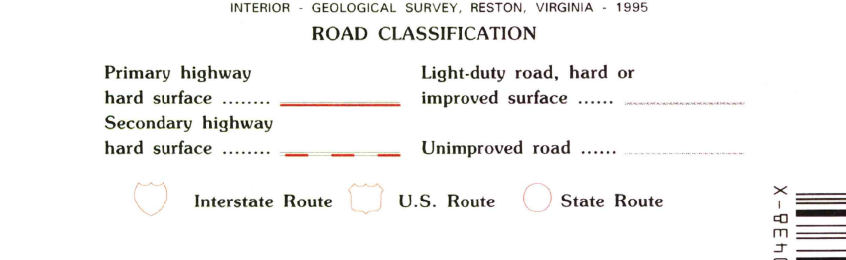 INTERIOR - GEOLOGICAL SURVEY, RESTON, VIRGINIA - 1995
ROAD CLASSIFICATION
Primary highway
hard surface ........
Light-duty road, hard or
improved surface ......
Secondary highway
hard surface ........
Unimproved road ......
Interstate Route
U.S. Route
State Route